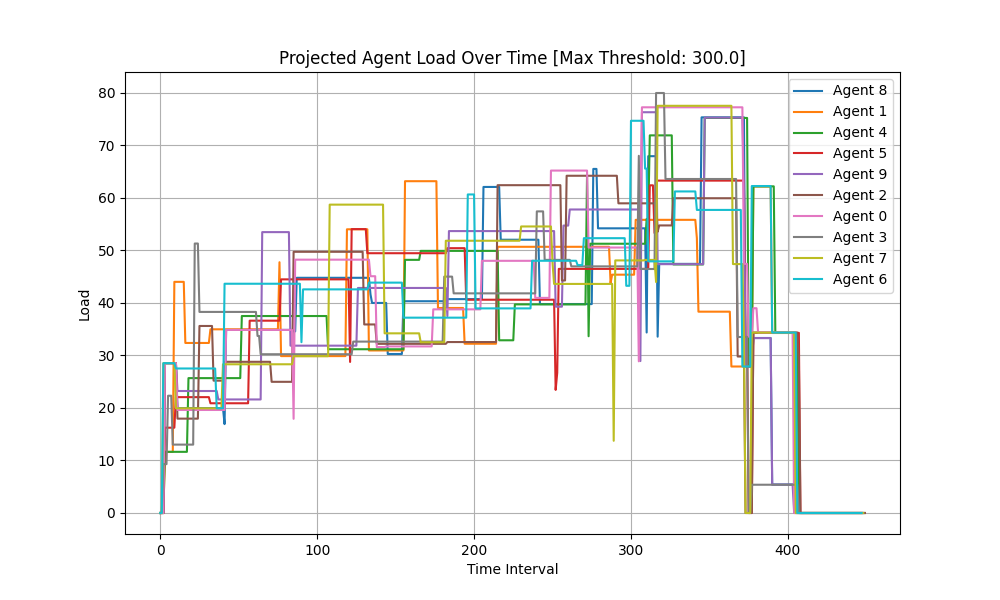 Projected Agent Load Over Time [Max Threshold: 300.0]
Load
80
70
60
50
40
30
20
10
0
0 100 200 300 400
Time Interval
Agent 8
Agent 1
Agent 4
Agent 5
Agent 9
Agent 2
Agent 0
Agent 3
Agent 7
Agent 6